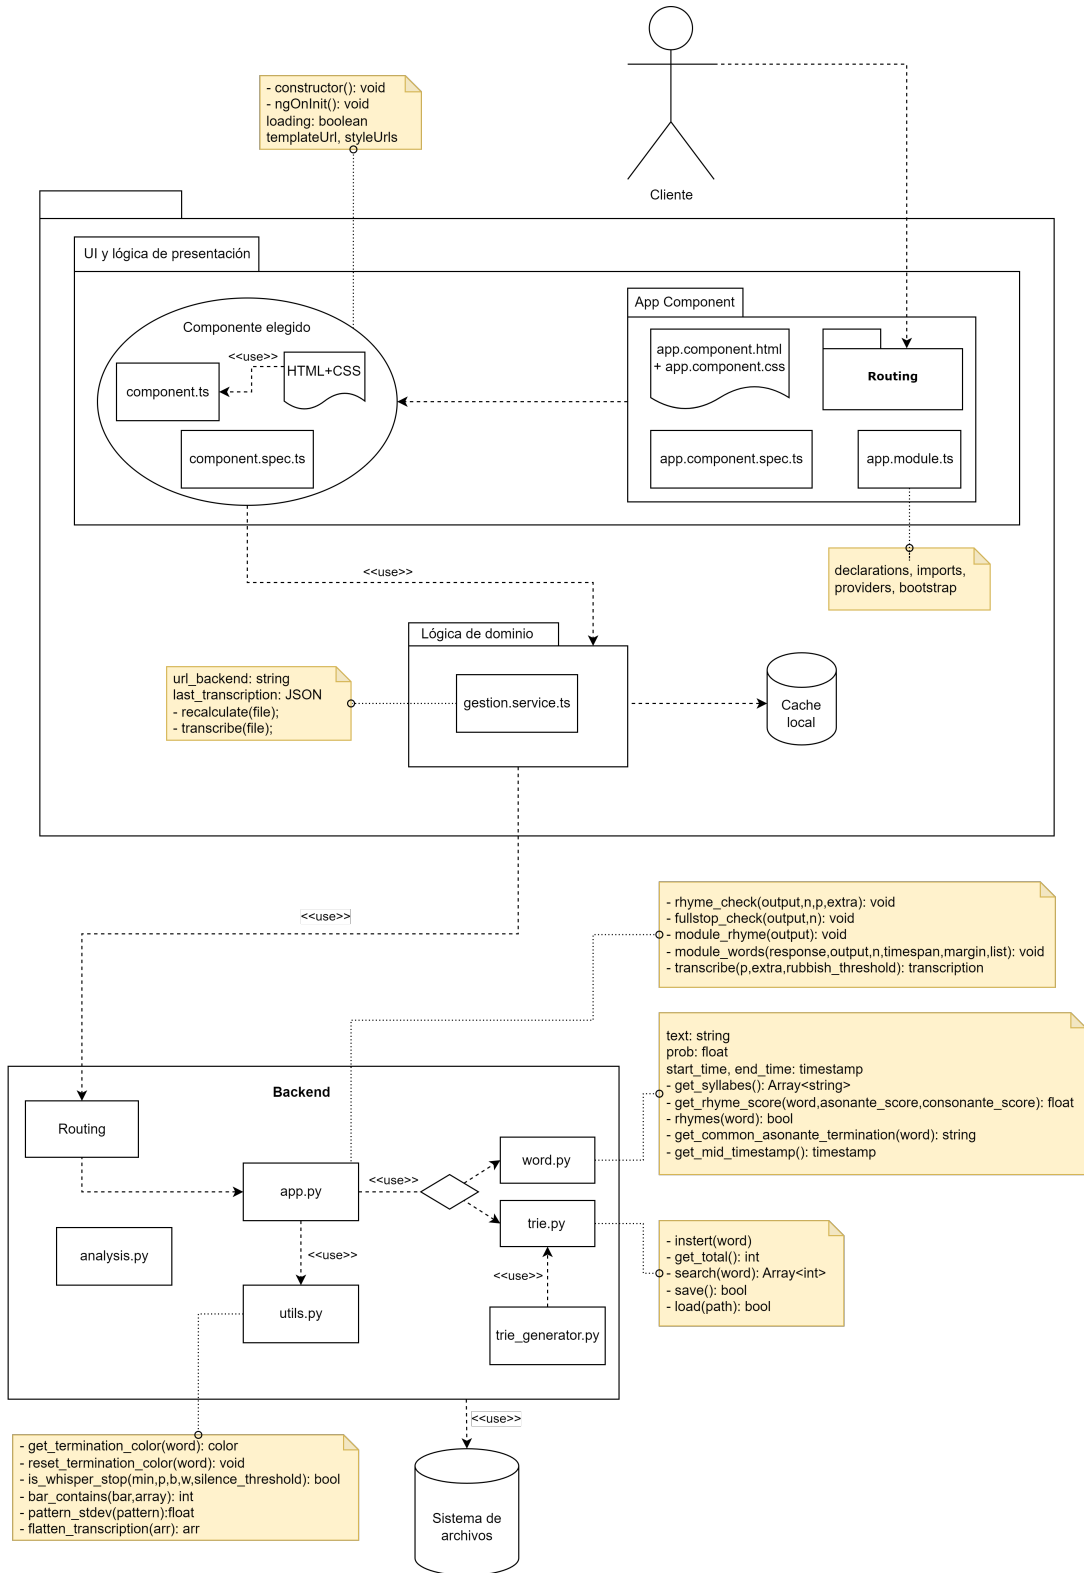 - constructor(): void
- ngOnInit(): void
loading: boolean
templateUrl, styleUrls
Cliente
UI y lógica de presentación
Componente elegido
<<use>>
HTML+CSS
component.ts
component.spec.ts
App Component
app.component.html
+ app.component.css
Routing
app.component.spec.ts
app.module.ts
declarations, imports,
providers, bootstrap
<<use>>
Lógica de dominio
gestion.service.ts
url_backend: string
last_transcription: JSON
- recalculate(file);
- transcribe(file);
Cache
local
<<use>>
- rhyme_check(output,n,p,extra): void
- fullstop_check(output,n): void
- module_rhyme(output): void
- module_words(response,output,n,timespan,margin,list): void
- transcribe(p,extra,rubbish_threshold): transcription
text: string
prob: float
start_time, end_time: timestamp
- get_syllabes(): Array<string>
- get_rhyme_score(word,asonante_score,consonante_score): float
- rhymes(word): bool
- get_common_asonante_termination(word): string
- get_mid_timestamp(): timestamp
Backend
Routing
app.py
<<use>>
word.py
trie.py
analysis.py
<<use>>
<<use>>
utils.py
trie_generator.py
- instert(word)
- get_total(): int
- search(word): Array<int>
- save(): bool
- load(path): bool
<<use>>
- get_termination_color(word): color
- reset_termination_color(word): void
- is_whisper_stop(min,p,b,w,silence_threshold): bool
- bar_contains(bar,array): int
- pattern_stdev(pattern):float
- flatten_transcription(arr): arr
Sistema de
archivos